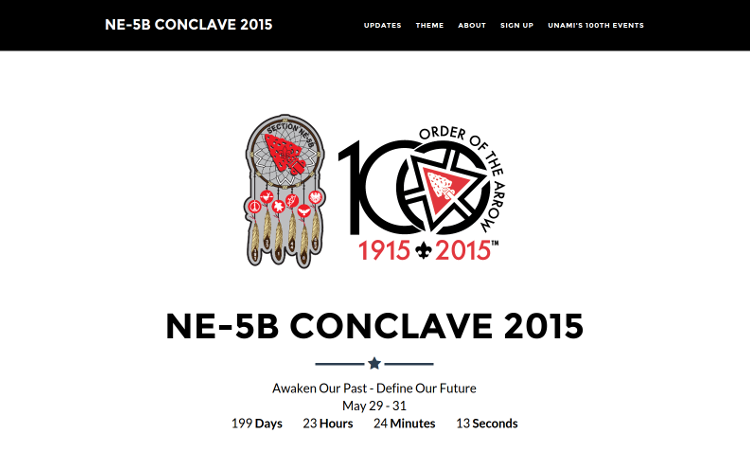 NE-5B CONCLAVE 2015
UPDATES THEME ABOUT SIGN UP UNAMI'S 100TH EVENTS
SECTION NE-5B
100
ORDER OF THE ARROW
1915 2015™
NE-5B CONCLAVE 2015
Awaken Our Past - Define Our Future
May 29 - 31
199 Days 23 Hours 24 Minutes 13 Seconds